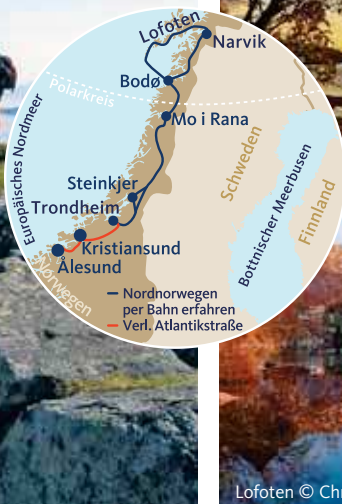 Lofoten
Narvik
Bodø
Polarkreis
Mo i Rana
Europäisches Nordmeer
Schweden
Steinkjer
Bottnischer Meerbusen
Finnland
Trondheim
Kristiansund
Ålesund
Norwegen
Nordnorwegen
per Bahn erfahren
Verl. Atlantikstraße
Lofoten © Ch